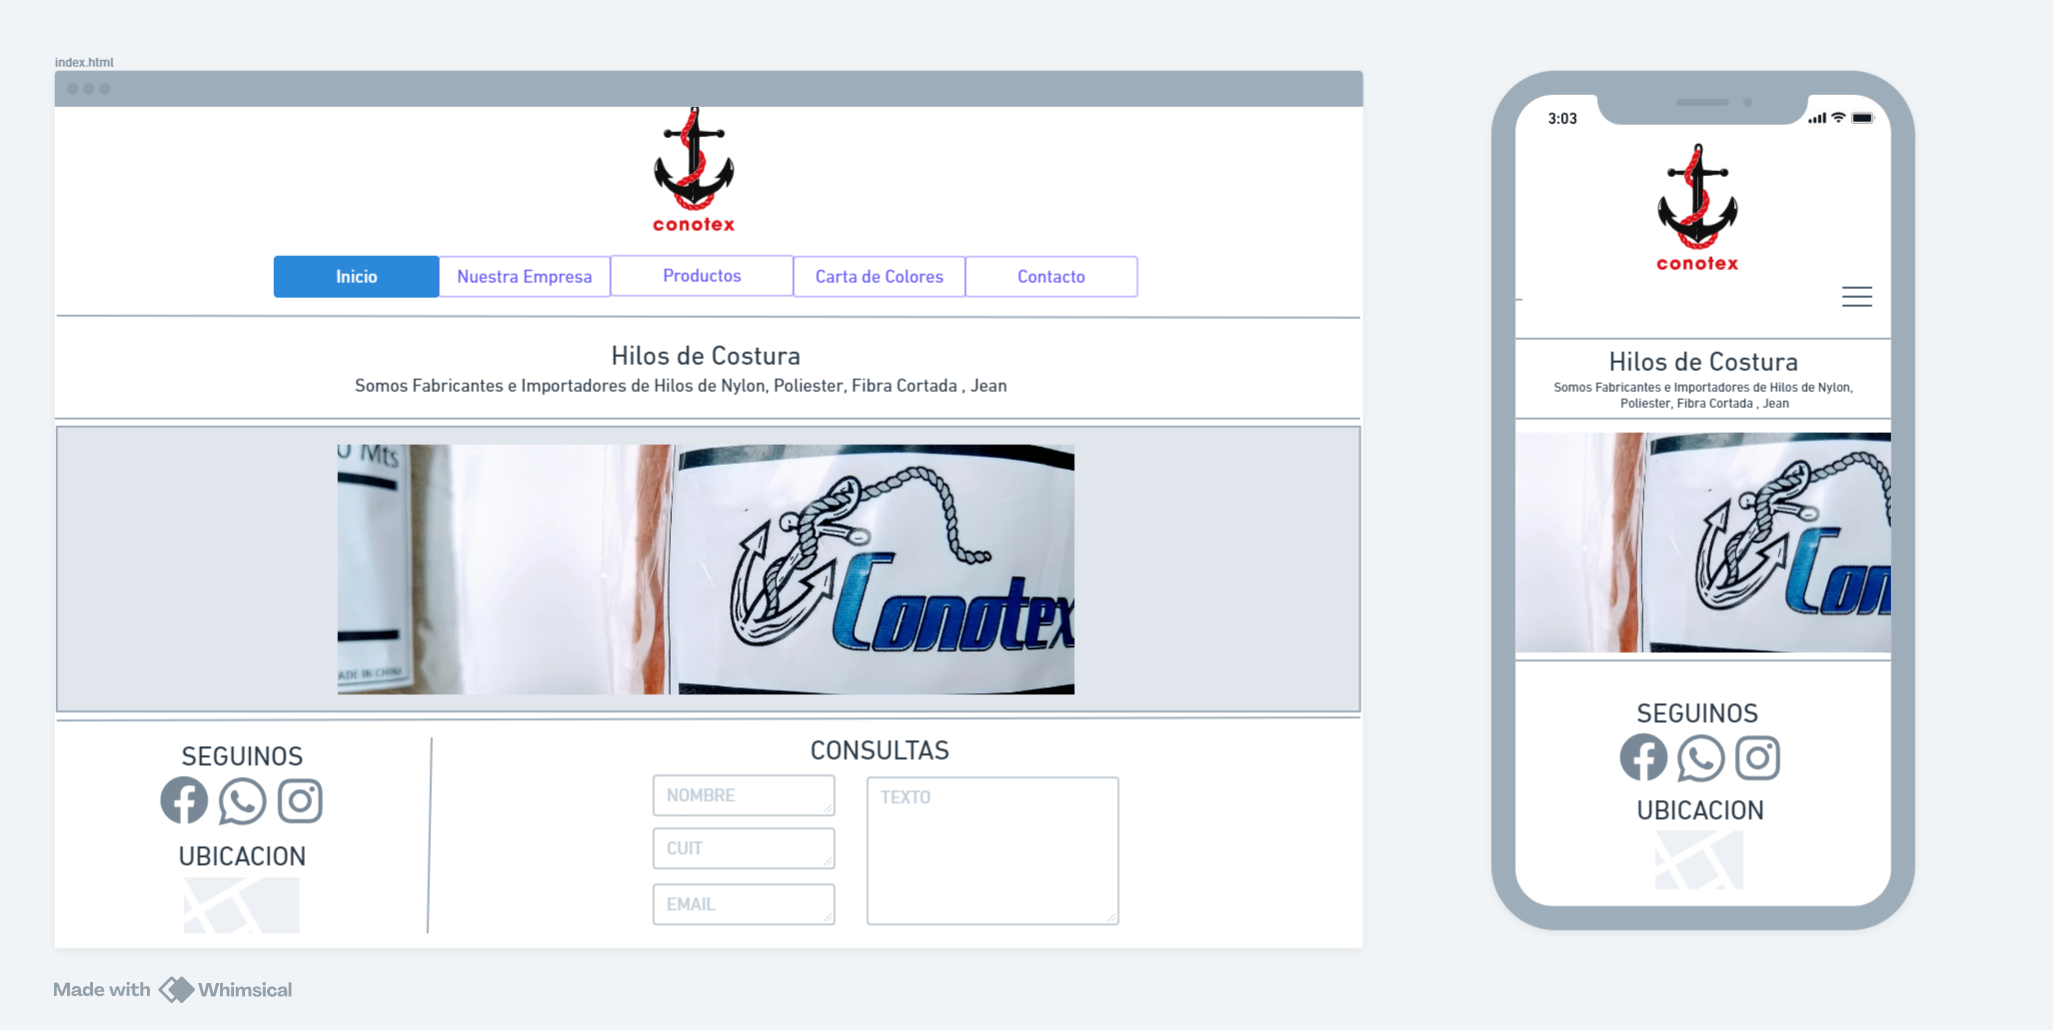 index.html
conotex
Inicio
Nuestra Empresa
Productos
Carta de Colores
Contacto
Hilos de Costura
Somos Fabricantes e Importadores de Hilos de Nylon, Poliester, Fibra Cortada , Jean
Mts
MADE IN CHINA
Conotex
SEGUINOS
UBICACION
CONSULTAS
NOMBRE
CUIT
EMAIL
TEXTO
3:03
conotex
Hilos de Costura
Somos Fabricantes e Importadores de Hilos de Nylon,
Poliester, Fibra Cortada , Jean
Con
SEGUINOS
UBICACION
Made with Whimsical